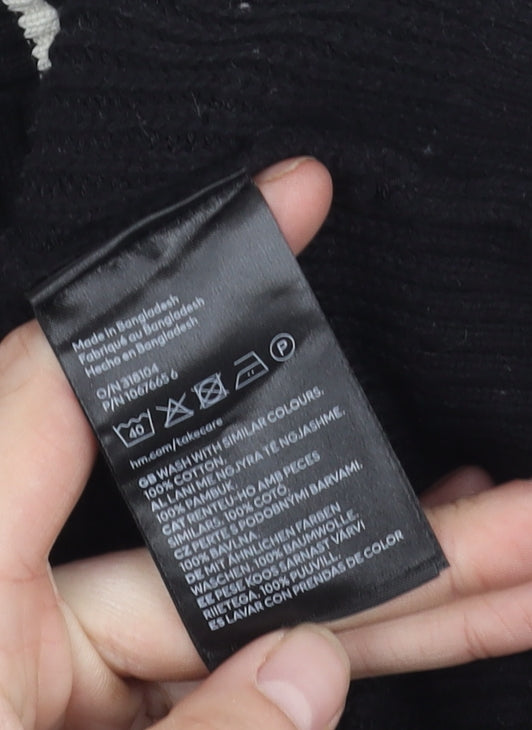 Made in Bangladesh
Fabriqué au Bangladesh
Hecho en Bangladesh
O/N 318104
P/N 1067665 6
40
P
hm.com/takecare
GB WASH WITH SIMILAR COLOURS.
100% COTTON.
AL LANI ME NGJYRA TË NGJASHME.
100% PAMBUK.
CAT RENTEU-HO AMB PECES
SIMILARS. 100% COTÓ.
CZ PERTE S PODOBNÝMI BARVAMI.
100% BAVLNA.
DE MIT ÄHNLICHEN FARBEN
WASCHEN. 100% BAUMWOLLE.
EE PESE KOOS SARNAST VÄRVI
RIIETEGA. 100% PUUVILL.
ES LAVAR CON PRENDAS DE COLOR